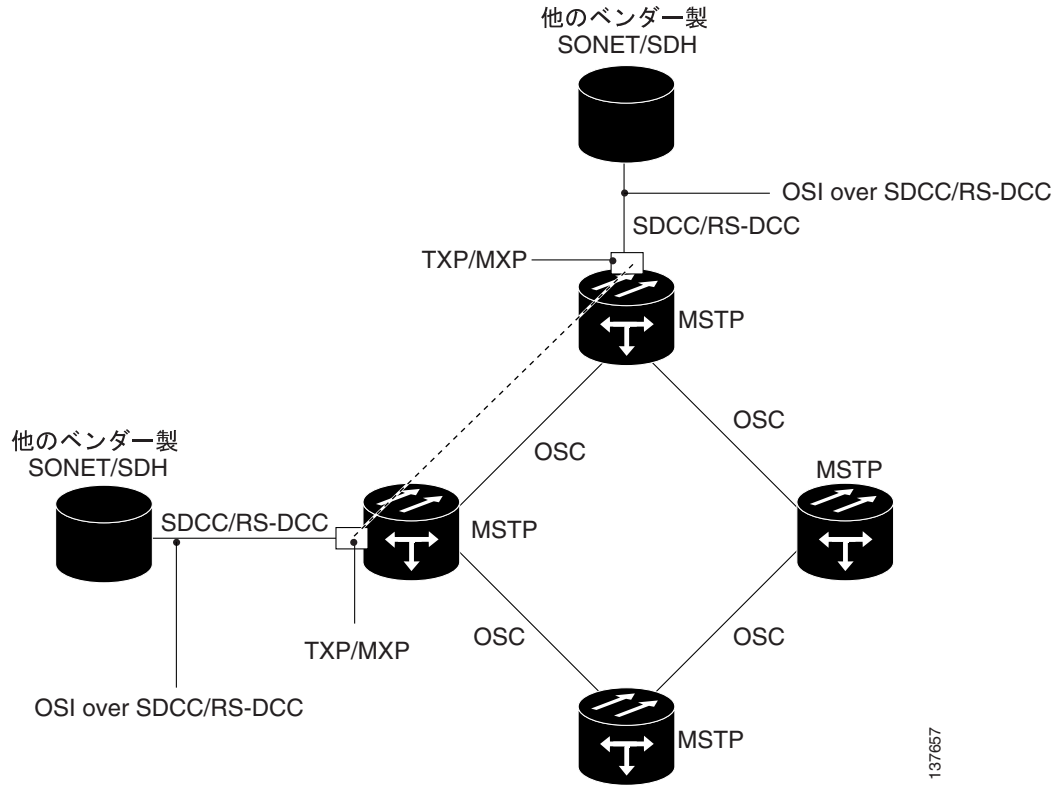 他のベンダー製
SONET/SDH
OSI over SDCC/RS-DCC
SDCC/RS-DCC
TXP/MXP
MSTP
OSC
OSC
他のベンダー製
SONET/SDH
MSTP
SDCC/RS-DCC
MSTP
TXP/MXP
OSC
OSC
OSI over SDCC/RS-DCC
MSTP
137657